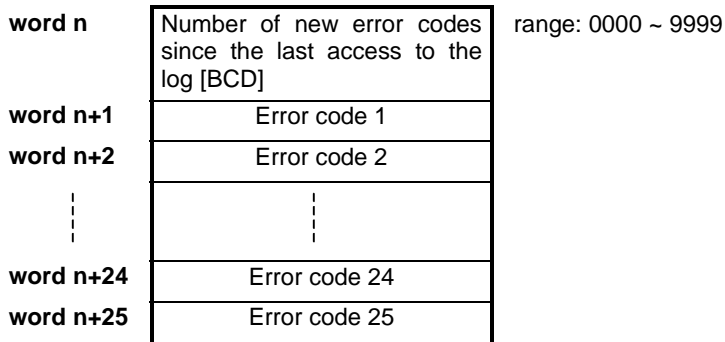 word n
Number of new error codes
since the last access to the
log [BCD]
range: 0000 ~ 9999
word n+1
Error code 1
word n+2
Error code 2
word n+24
Error code 24
word n+25
Error code 25